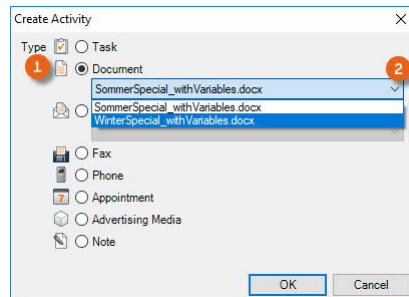 Create Activity
Type Task
1 Document 2
SommerSpecial_withVariables.docx
SommerSpecial_withVariables.docx
WinterSpecial_withVariables.docx
Fax
Phone
7 Appointment
Advertising Media
Note
OK Cancel